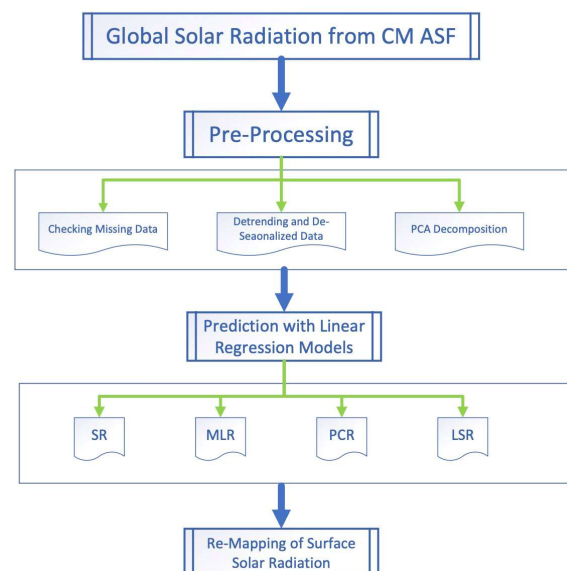 Global Solar Radiation from CM ASF
Pre-Processing
Checking Missing Data
Detrending and De-
Seaonalized Data
PCA Decomposition
Prediction with Linear
Regression Models
SR
MLR
PCR
LSR
Re-Mapping of Surface
Solar Radiation